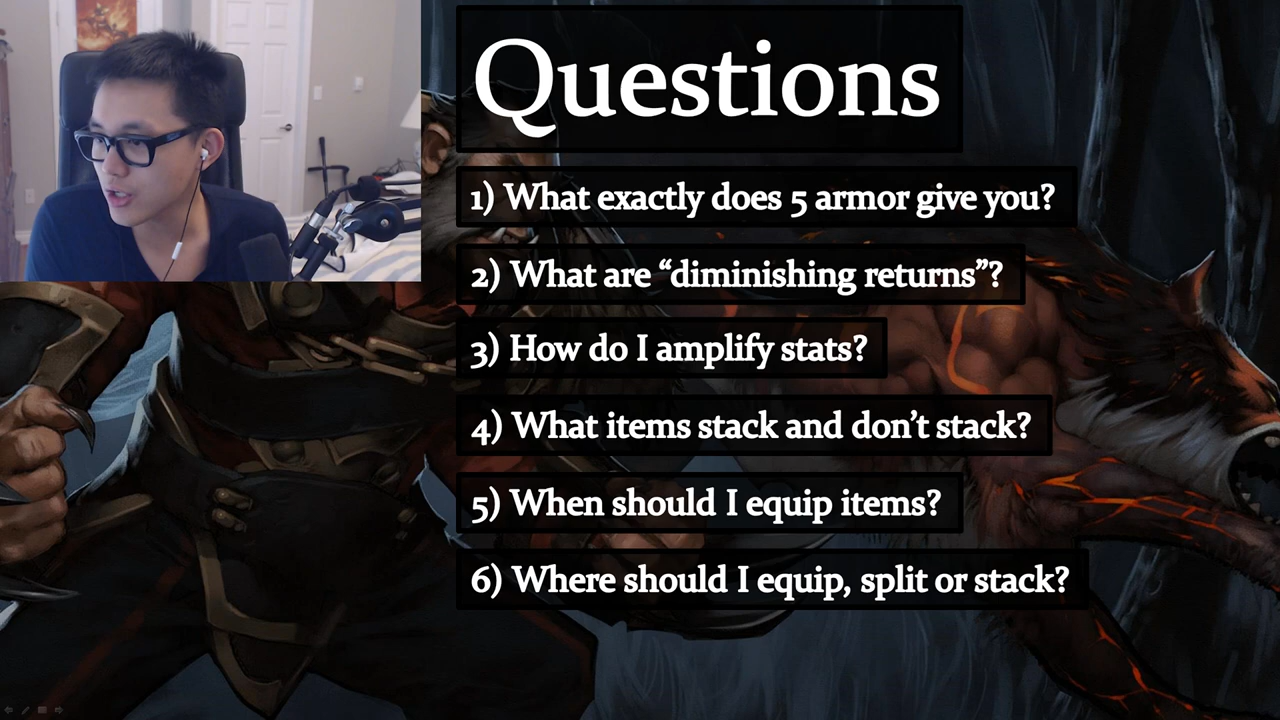 Questions
1) What exactly does 5 armor give you?
2) What are “diminishing returns”?
3) How do I amplify stats?
4) What items stack and don’t stack?
5) When should I equip items?
6) Where should I equip, split or stack?